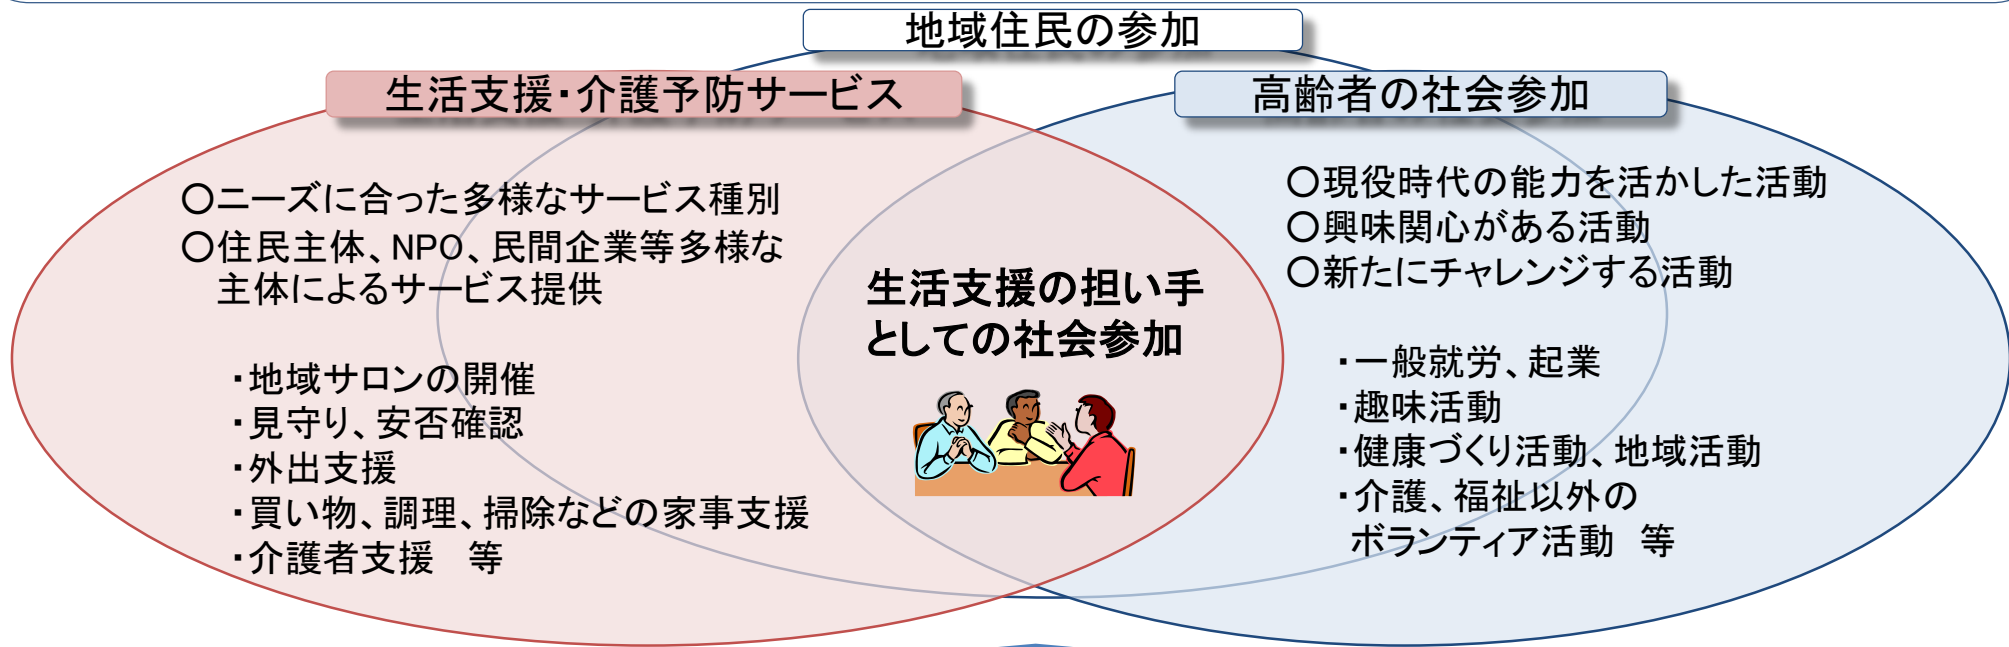 地域住民の参加
生活支援・介護予防サービス
○ニーズに合った多様なサービス種別
○住民主体、NPO、民間企業等多様な
主体によるサービス提供
・地域サロンの開催
・見守り、安否確認
・外出支援
・買い物、調理、掃除などの家事支援
・介護者支援　等
生活支援の担い手
としての社会参加
高齢者の社会参加
○現役時代の能力を活かした活動
○興味関心がある活動
○新たにチャレンジする活動
・一般就労、起業
・趣味活動
・健康づくり活動、地域活動
・介護、福祉以外の
ボランティア活動　等